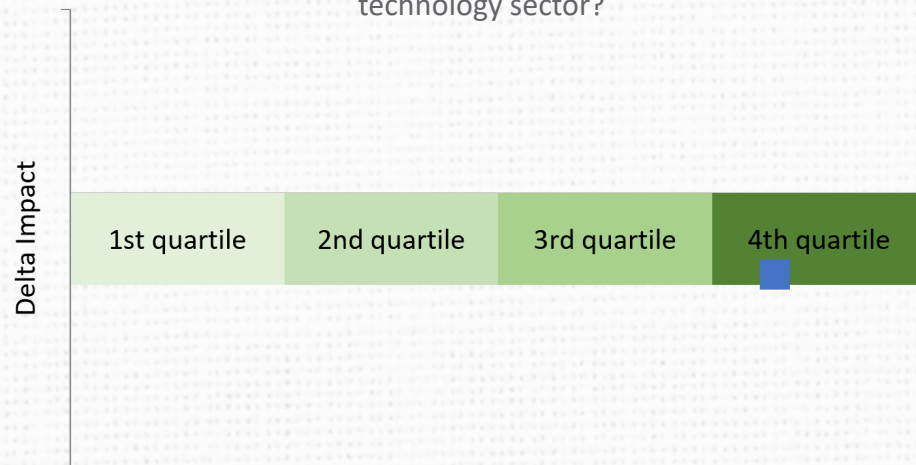 technology sector?
Delta Impact
1st quartile
2nd quartile
3rd quartile
4th quartile